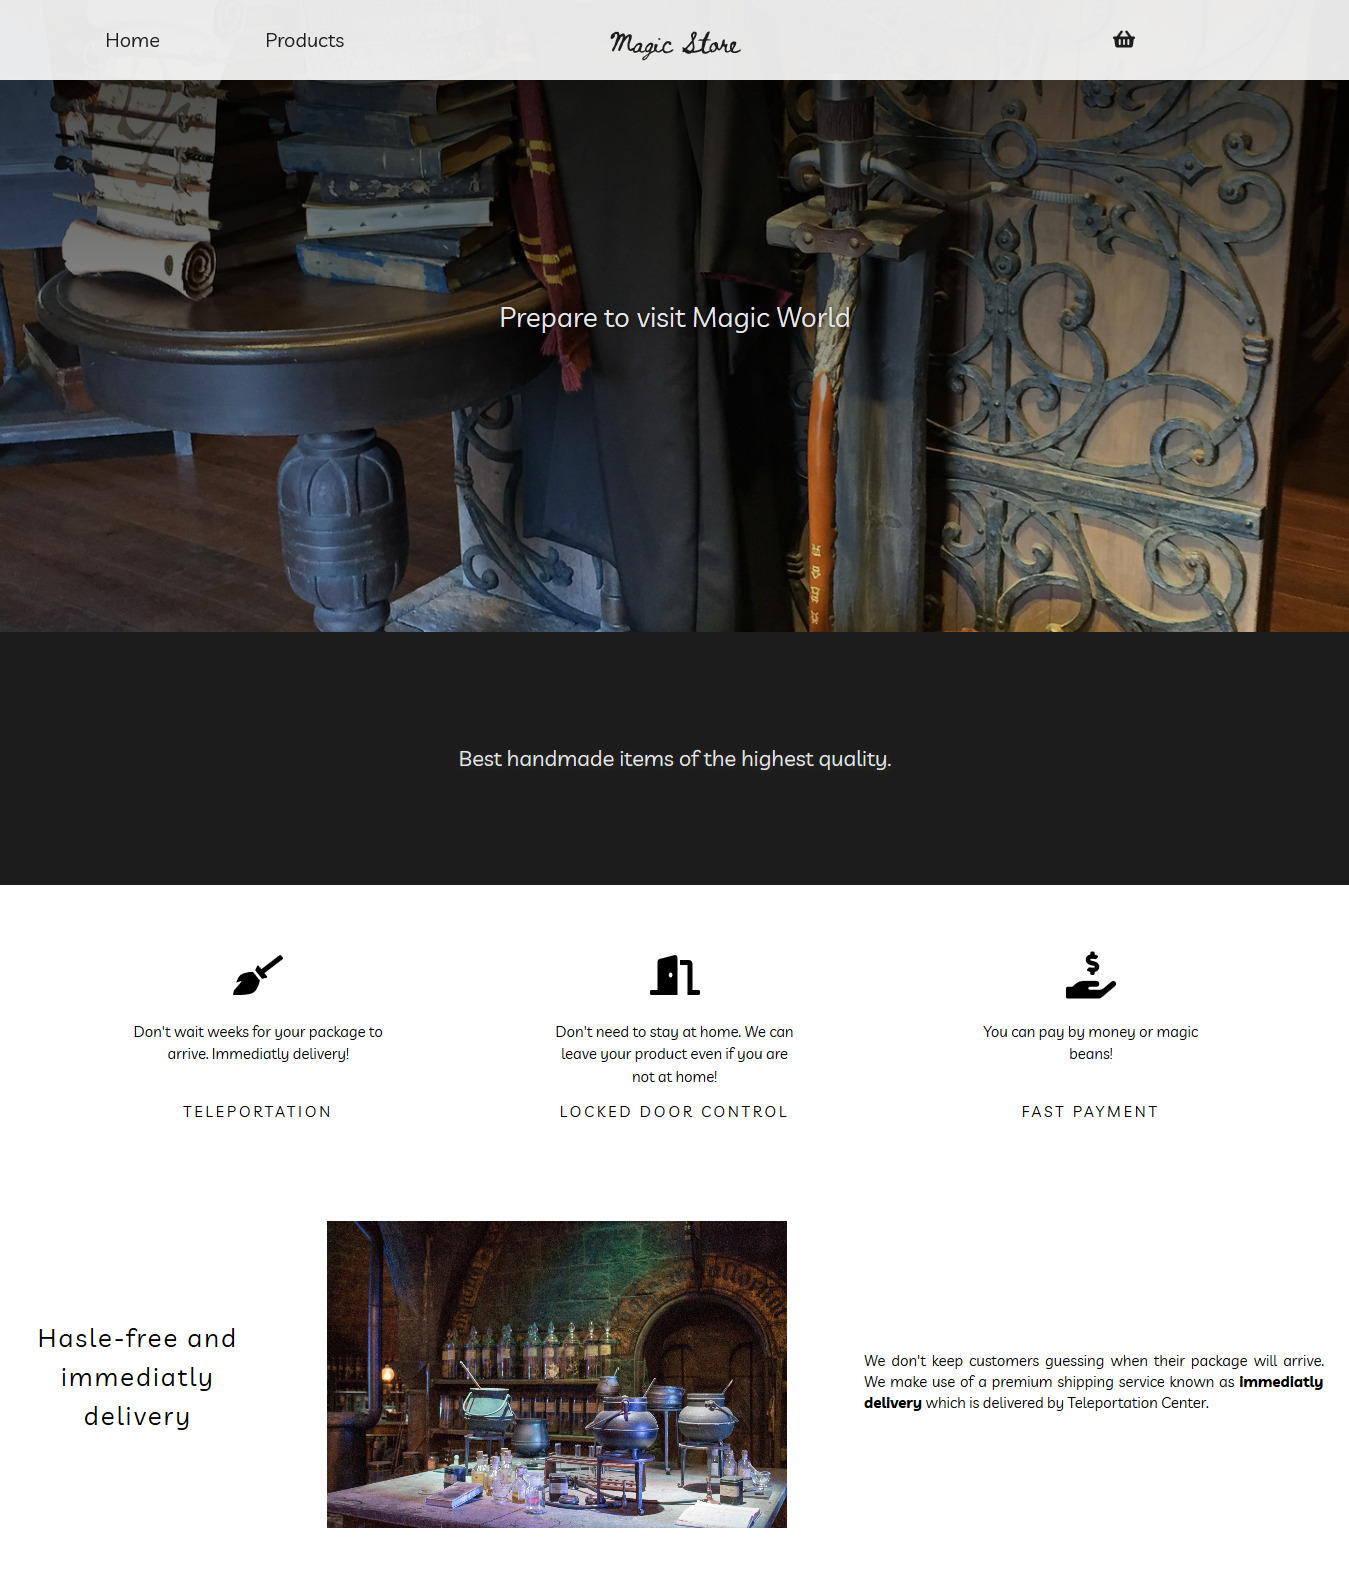 Home
Products
Magic Store
Prepare to visit Magic World
Best handmade items of the highest quality.
Don't wait weeks for your package to
arrive. Immediatly delivery!
TELEPORTATION
Don't need to stay at home. We can
leave your product even if you are
not at home!
LOCKED DOOR CONTROL
You can pay by money or magic
beans!
FAST PAYMENT
Hasle-free and
immediatly
delivery
We don't keep customers guessing when their package will arrive.
We make use of a premium shipping service known as immediatly
delivery which is delivered by Teleportation Center.